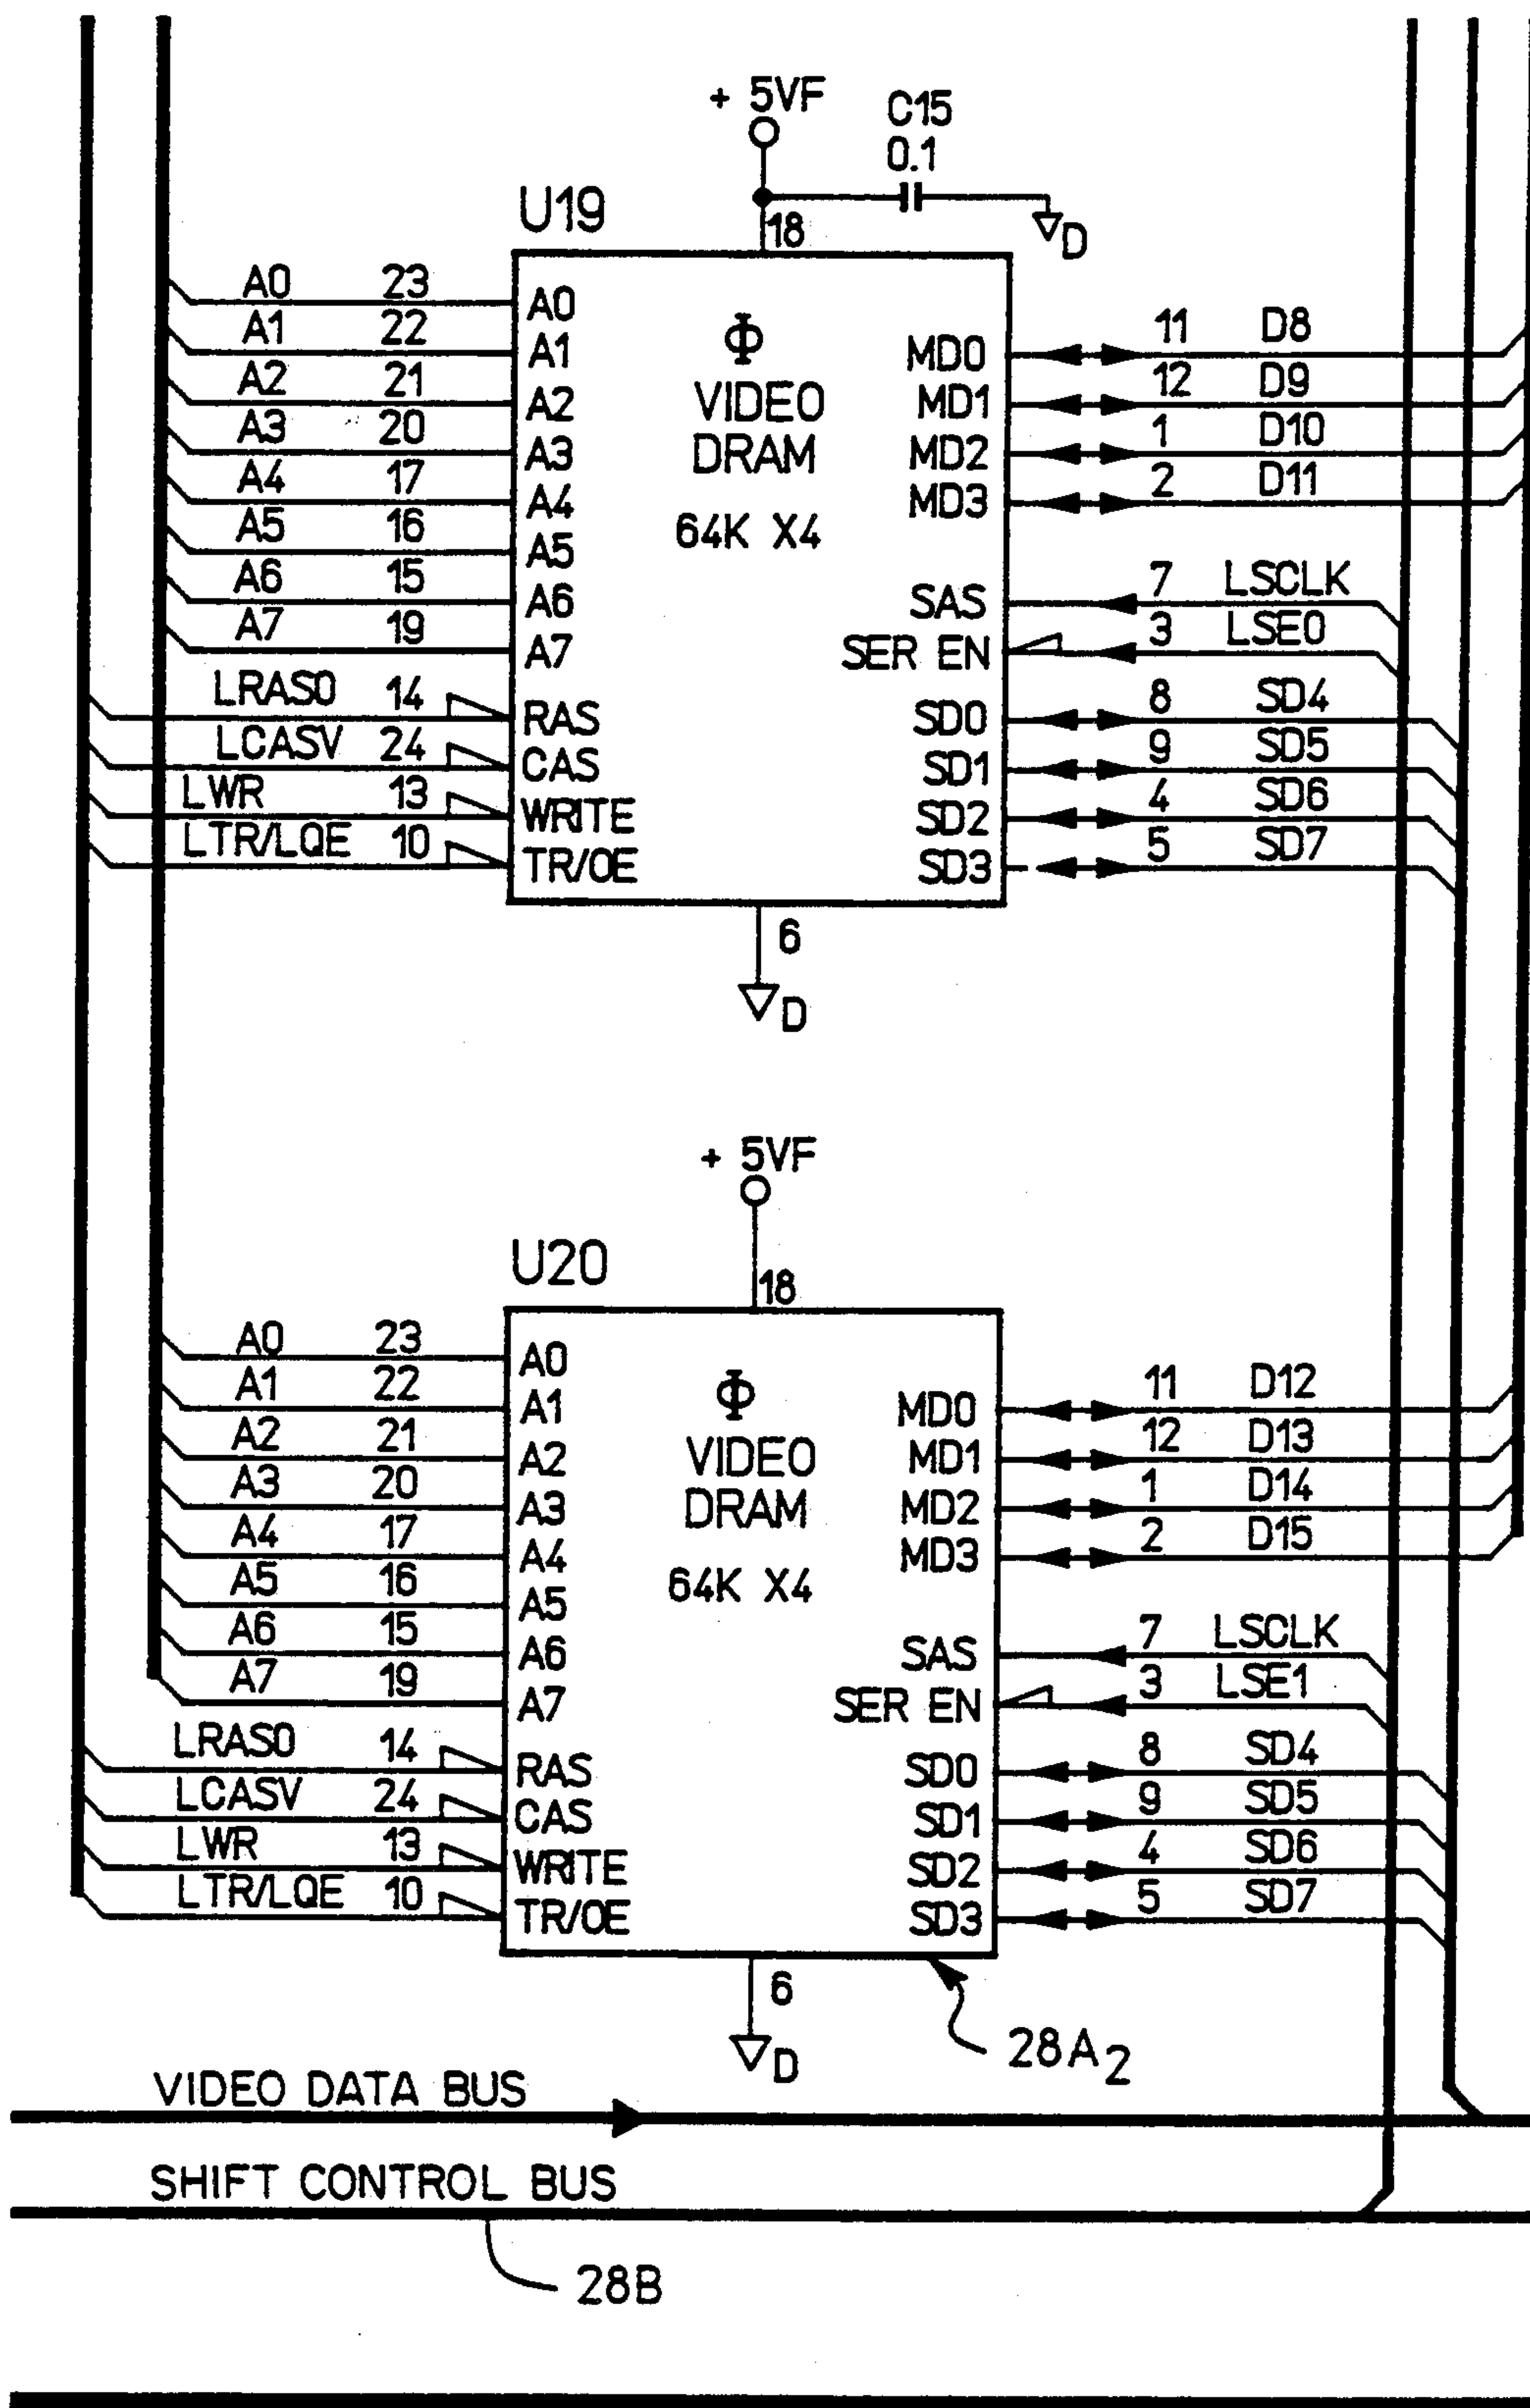 + 5VF
C15
0.1
U19
18
D
A0 23 A0
A1 22 A1
A2 21 A2
A3 20 A3
A4 17 A4
A5 16 A5
A6 15 A6
A7 19 A7
LRAS0 14 RAS
LCASV 24 CAS
LWR 13 WRITE
LTR/LQE 10 TR/OE
Φ
VIDEO
DRAM
64K X4
MD0 11 D8
MD1 12 D9
MD2 1 D10
MD3 2 D11
SAS 7 LSCLK
SER EN 3 LSE0
SD0 8 SD4
SD1 9 SD5
SD2 4 SD6
SD3 5 SD7
6
D
+ 5VF
U20
18
A0 23 A0
A1 22 A1
A2 21 A2
A3 20 A3
A4 17 A4
A5 16 A5
A6 15 A6
A7 19 A7
LRAS0 14 RAS
LCASV 24 CAS
LWR 13 WRITE
LTR/LQE 10 TR/OE
Φ
VIDEO
DRAM
64K X4
MD0 11 D12
MD1 12 D13
MD2 1 D14
MD3 2 D15
SAS 7 LSCLK
SER EN 3 LSE1
SD0 8 SD4
SD1 9 SD5
SD2 4 SD6
SD3 5 SD7
6
D
28A2
VIDEO DATA BUS
SHIFT CONTROL BUS
28B